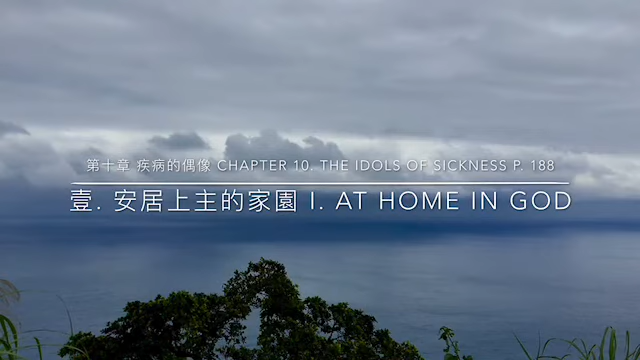 第十章 疾病的偶像 CHAPTER 10. THE IDOLS OF SICKNESS P. 188
壹. 安居上主的家園 I. AT HOME IN GOD